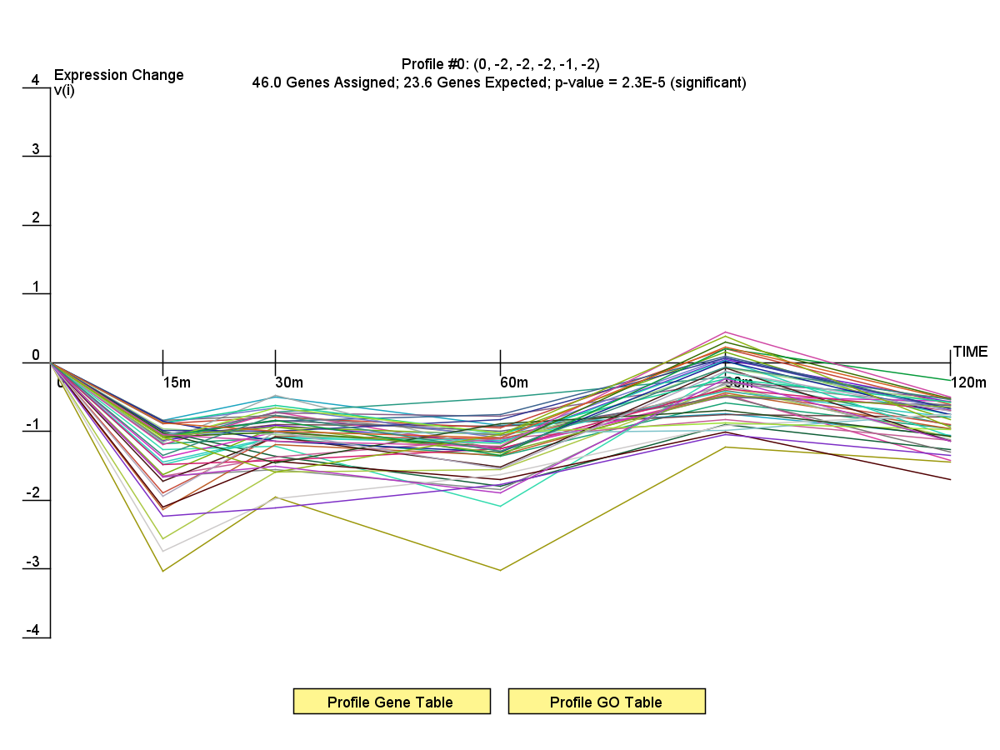 Profile #0: (0, -2, -2, -2, -1, -2)
46.0 Genes Assigned; 23.6 Genes Expected; p-value = 2.3E-5 (significant)
Expression Change
v(i)
4
3
2
1
0
-1
-2
-3
-4
TIME
15m
30m
60m
90m
120m
Profile Gene Table
Profile GO Table